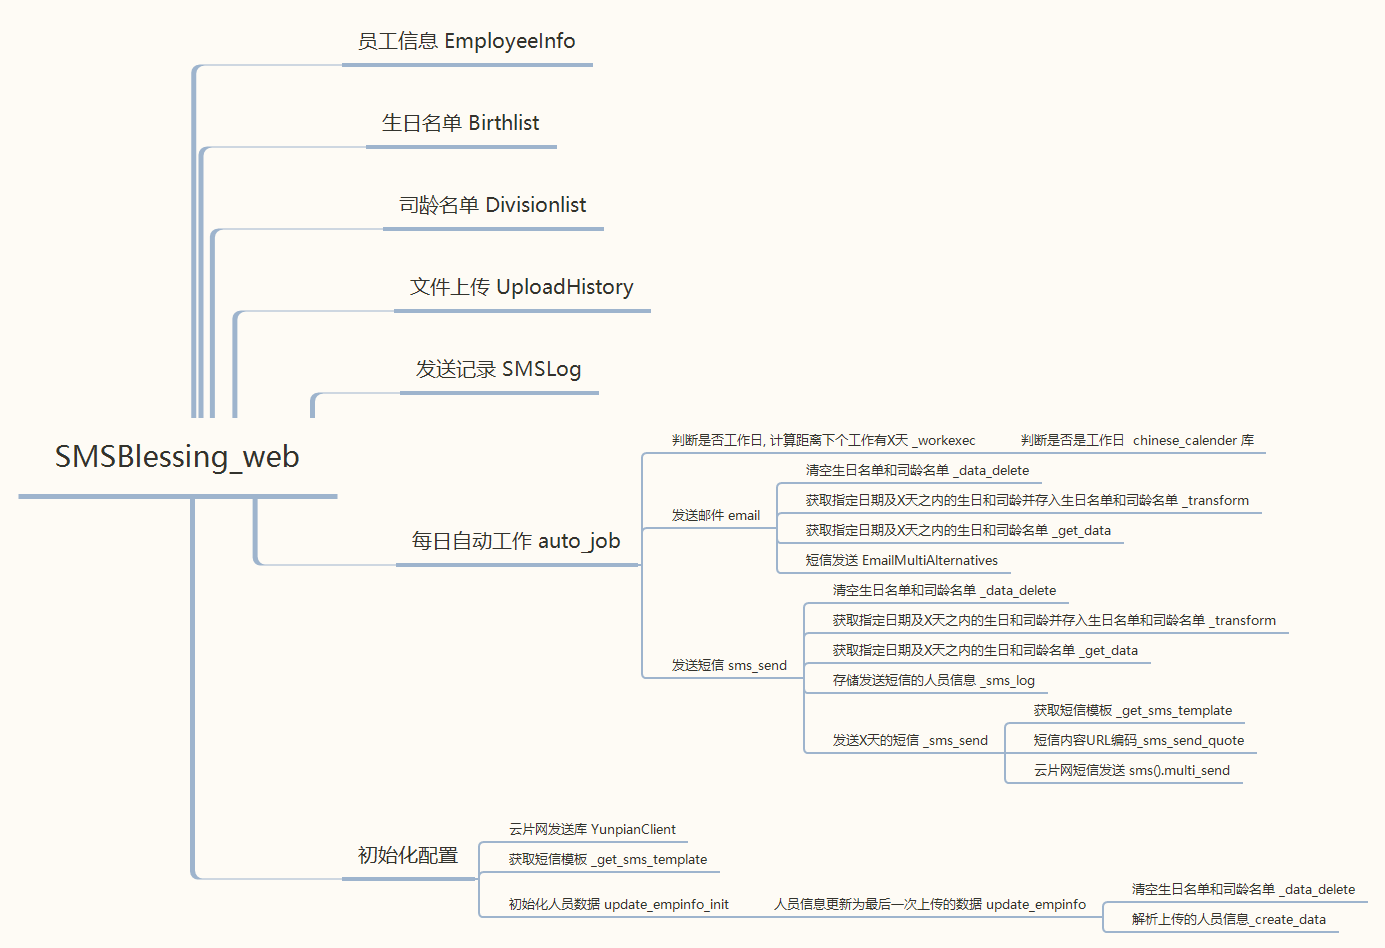 员工信息 EmployeeInfo
生日名单 Birthlist
司龄名单 Divisionlist
文件上传 UploadHistory
发送记录 SMSLog
SMSBlessing_web
每日自动工作 auto_job
判断是否工作日, 计算距离下个工作有X天 _workexec
判断是否是工作日 chinese_calender 库
发送邮件 email
清空生日名单和司龄名单 _data_delete
获取指定日期及X天之内的生日和司龄并存入生日名单和司龄名单 _transform
获取指定日期及X天之内的生日和司龄名单 _get_data
短信发送 EmailMultiAlternatives
发送短信 sms_send
清空生日名单和司龄名单 _data_delete
获取指定日期及X天之内的生日和司龄并存入生日名单和司龄名单 _transform
获取指定日期及X天之内的生日和司龄名单 _get_data
存储发送短信的人员信息 _sms_log
发送X天的短信 _sms_send
获取短信模板 _get_sms_template
短信内容URL编码_sms_send_quote
云片网短信发送 sms().multi_send
初始化配置
云片网发送库 YunpianClient
获取短信模板 _get_sms_template
初始化人员数据 update_empinfo_init
人员信息更新为最后一次上传的数据 update_empinfo
清空生日名单和司龄名单 _data_delete
解析上传的人员信息_create_data